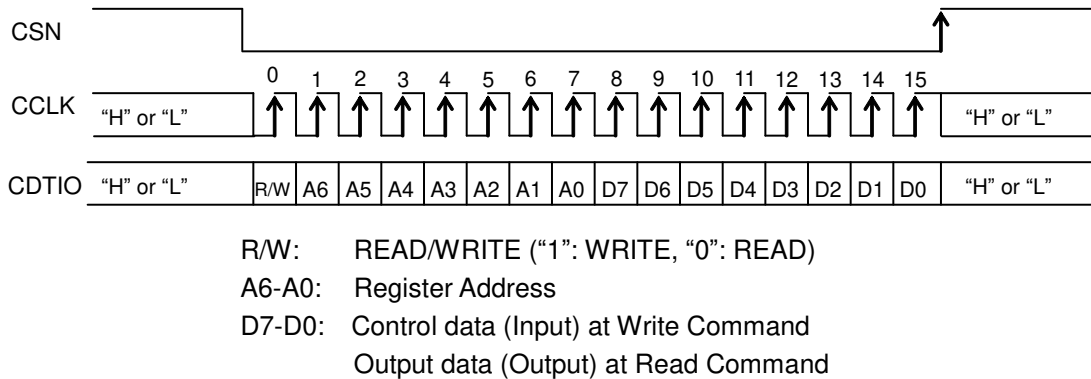 CSN
0 1 2 3 4 5 6 7 8 9 10 11 12 13 14 15
CCLK "H" or "L" "H" or "L"
CDTIO "H" or "L" R/W A6 A5 A4 A3 A2 A1 A0 D7 D6 D5 D4 D3 D2 D1 D0 "H" or "L"
R/W: READ/WRITE (“1”: WRITE, “0”: READ)
A6-A0: Register Address
D7-D0: Control data (Input) at Write Command
Output data (Output) at Read Command